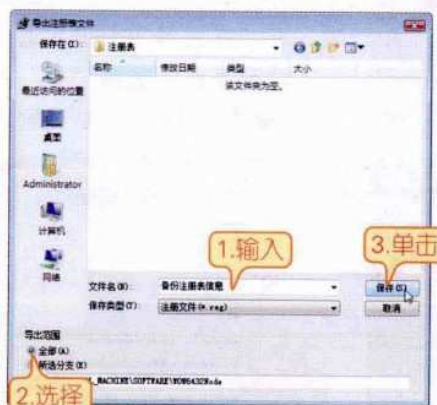 导出注册表文件
保存在(I):
注册表
名称 修改日期 类型 大小
该文件夹为空。
最近访问的位置
桌面
Administrator
计算机
网络
1.输入
3.单击
文件名(N): 备份注册表信息
保存(S)
保存类型(T): 注册文件(*.reg)
取消
导出范围
全部(A)
所选分支(E)
_MACHINE\SOFTWARE\WOW6432Node
2.选择